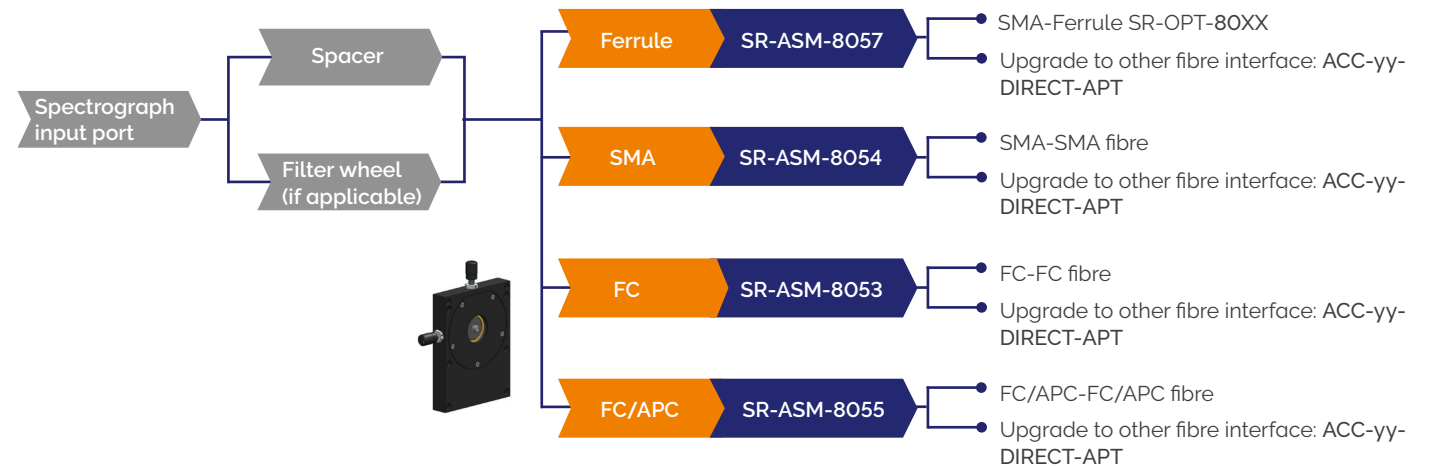 Spectrograph
input port
Spacer
Filter wheel
(if applicable)
Ferrule
SR-ASM-8057
SMA-Ferrule SR-OPT-80XX
Upgrade to other fibre interface: ACC-yy-
DIRECT-APT
SMA
SR-ASM-8054
SMA-SMA fibre
Upgrade to other fibre interface: ACC-yy-
DIRECT-APT
FC
SR-ASM-8053
FC-FC fibre
Upgrade to other fibre interface: ACC-yy-
DIRECT-APT
FC/APC
SR-ASM-8055
FC/APC-FC/APC fibre
Upgrade to other fibre interface: ACC-yy-
DIRECT-APT